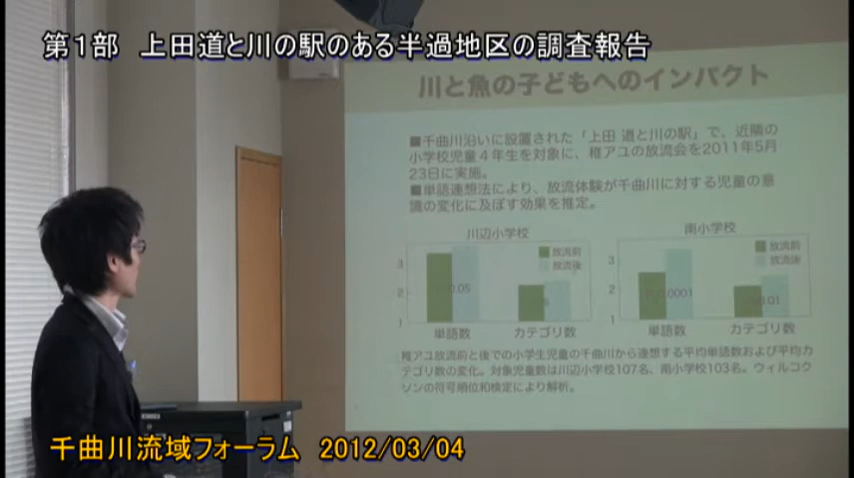 第1部 上田道と川の駅のある半過地区の調査報告
川と魚の子どもへのインパクト
■千曲川沿いに設置された「上田 道と川の駅」で、近隣の
小学校児童4年生を対象に、稚アユの放流会を2011年5月
23日に実施。
■単語連想法により、放流体験が千曲川に対する児童の意
識の変化に及ぼす効果を推定。
川辺小学校
放流前
放流後
3
2
1
単語数
カテゴリ数
南小学校
放流前
放流後
3
2
1
単語数
カテゴリ数
稚アユ放流前と後での小学生児童の千曲川から連想する平均単語数および平均カ
テゴリ数の変化。対象児童数は川辺小学校107名、南小学校103名。ウィルコク
ソンの符号順位和検定により解析。
千曲川流域フォーラム 2012/03/04